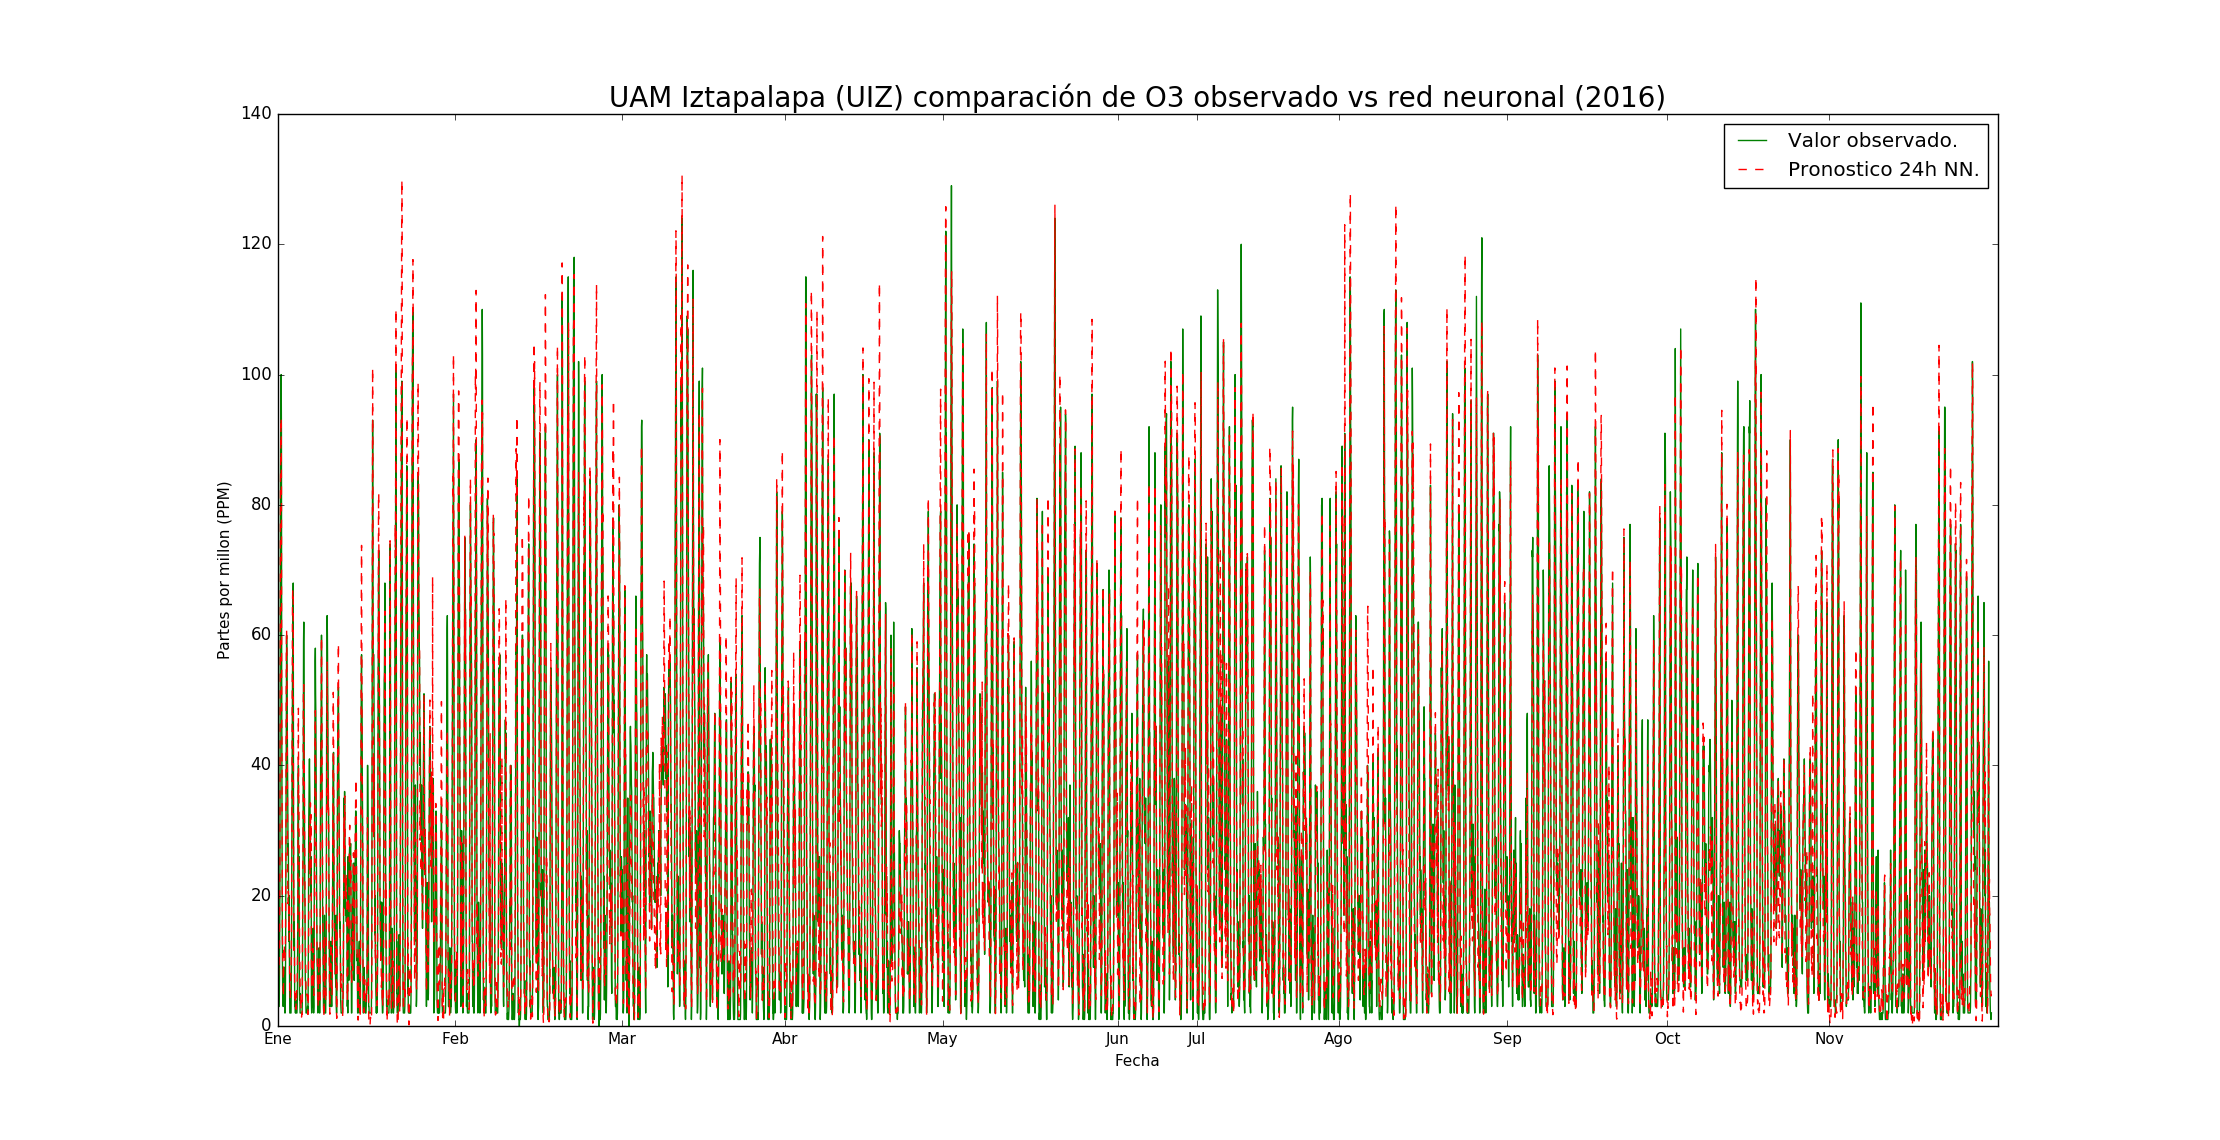 UAM Iztapalapa (UIZ) comparación de O3 observado vs red neuronal (2016)
Valor observado.
Pronostico 24h NN.
140
120
100
80
60
40
20
0
Partes por millon (PPM)
Ene Feb Mar Abr May Jun Jul Ago Sep Oct Nov
Fecha